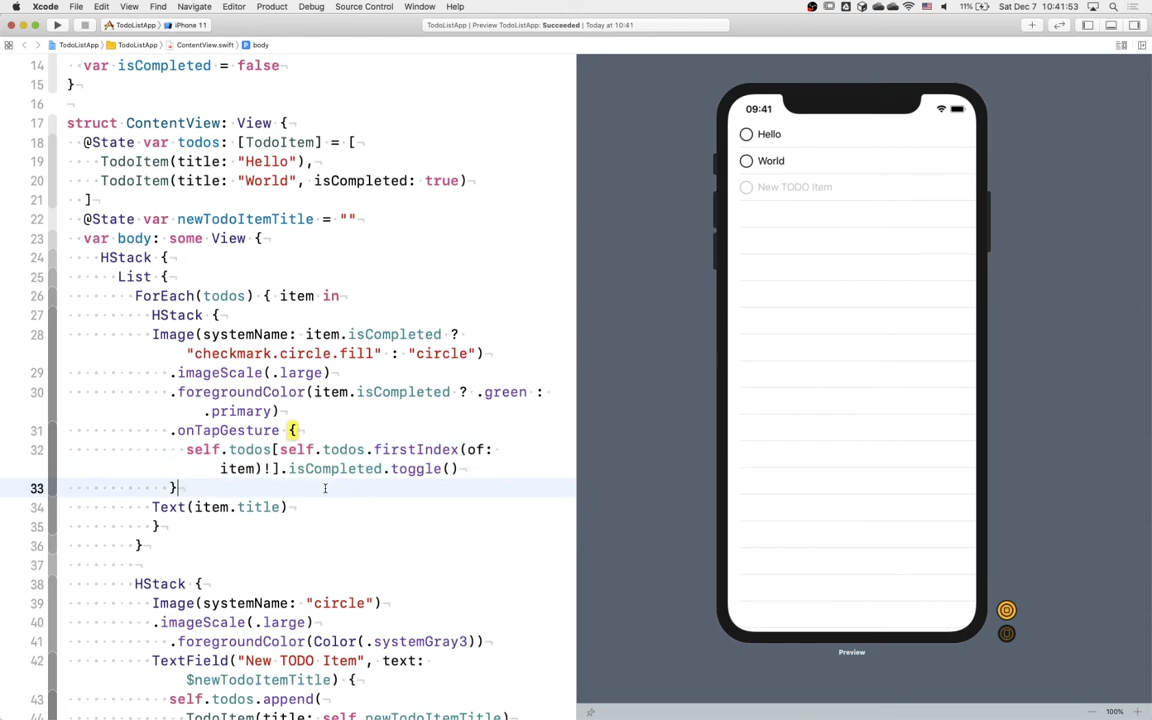 Xcode File Edit View Find Navigate Editor Product Debug Source Control Window Help 11% Sat Dec 7 10:41:53
TodoListApp iPhone 11 TodoListApp | Preview TodoListApp: Succeeded | Today at 10:41
TodoListApp TodoListApp ContentView.swift body
14 var isCompleted = false
15 }
16
17 struct ContentView: View {
18 @State var todos: [TodoItem] = [
19 TodoItem(title: "Hello"),
20 TodoItem(title: "World", isCompleted: true)
21 ]
22 @State var newTodoItemTitle = ""
23 var body: some View {
24 HStack {
25 List {
26 ForEach(todos) { item in
27 HStack {
28 Image(systemName: item.isCompleted ?
"checkmark.circle.fill" : "circle")
29 .imageScale(.large)
30 .foregroundColor(item.isCompleted ? .green :
.primary)
31 .onTapGesture {
32 self.todos[self.todos.firstIndex(of:
item)!].isCompleted.toggle()
33 }
34 Text(item.title)
35 }
36 }
37
38 HStack {
39 Image(systemName: "circle")
40 .imageScale(.large)
41 .foregroundColor(Color(.systemGray3))
42 TextField("New TODO Item", text:
$newTodoItemTitle) {
43 self.todos.append(
44 TodoItem(title: self.newTodoItemTitle)
09:41
Hello
World
New TODO Item
Preview
100%